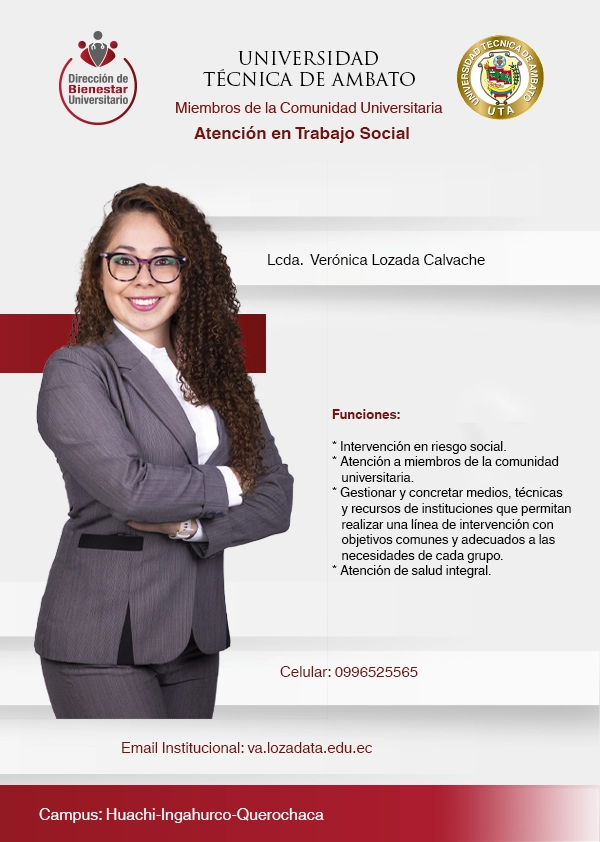 Dirección de
Bienestar
Universitario
UNIVERSIDAD
TÉCNICA DE AMBATO
Miembros de la Comunidad Universitaria
Atención en Trabajo Social
UNIVERSIDAD TECNICA DE AMBATO
UTA
Lcda. Verónica Lozada Calvache
Funciones:
* Intervención en riesgo social.
* Atención a miembros de la comunidad
universitaria.
* Gestionar y concretar medios, técnicas
y recursos de instituciones que permitan
realizar una línea de intervención con
objetivos comunes y adecuados a las
necesidades de cada grupo.
* Atención de salud integral.
Celular: 0996525565
Email Institucional: va.lozadata.edu.ec
Campus: Huachi-Ingahurco-Querochaca